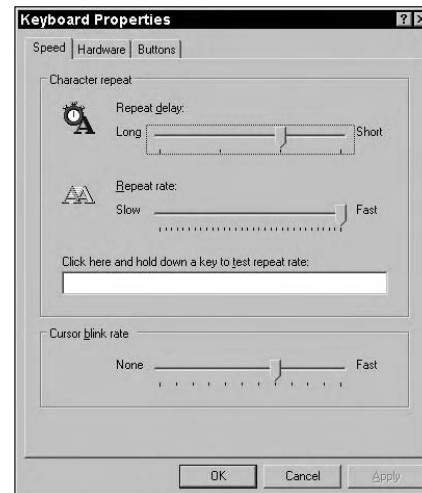 Keyboard Properties
Speed Hardware Buttons
Character repeat
Repeat delay:
Long Short
Repeat rate:
Slow Fast
Click here and hold down a key to test repeat rate:
Cursor blink rate
None Fast
OK Cancel Apply